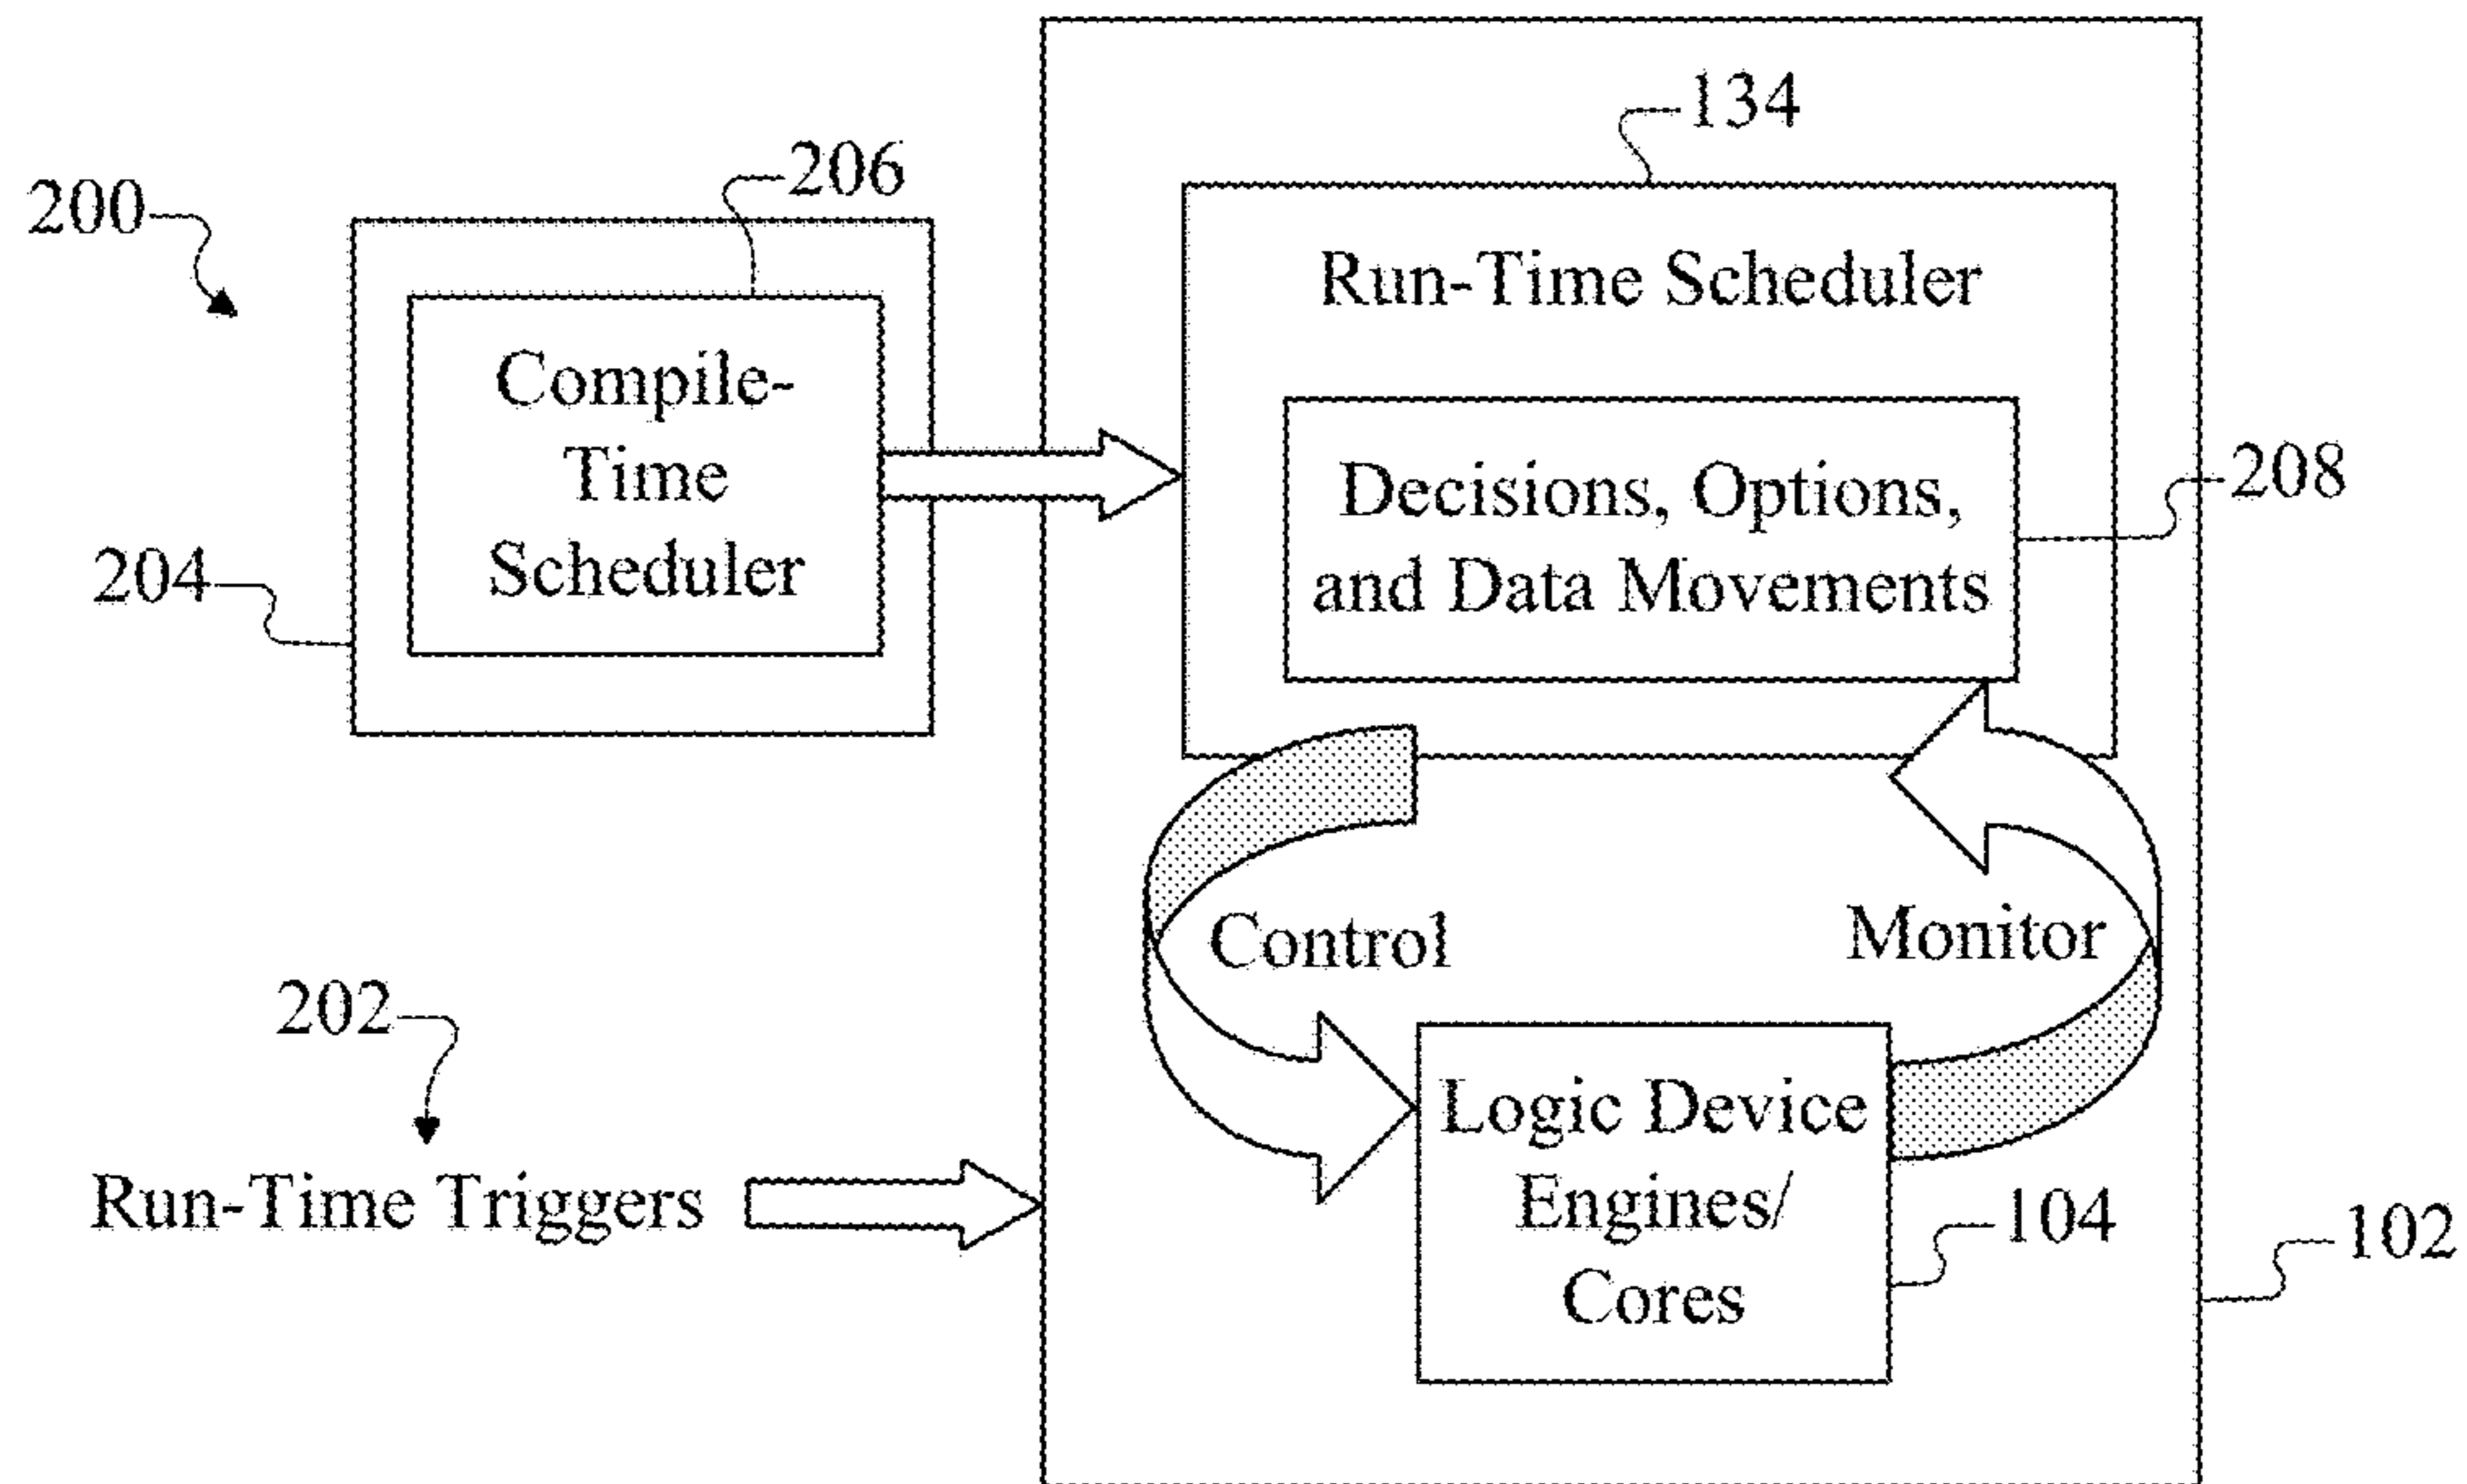 134
206
200
Run-Time Scheduler
Compile-
Time
Scheduler
Decisions, Options,
and Data Movements
208
204
Control
Monitor
202
Run-Time Triggers
Logic Device
Engines/
Cores
104
102